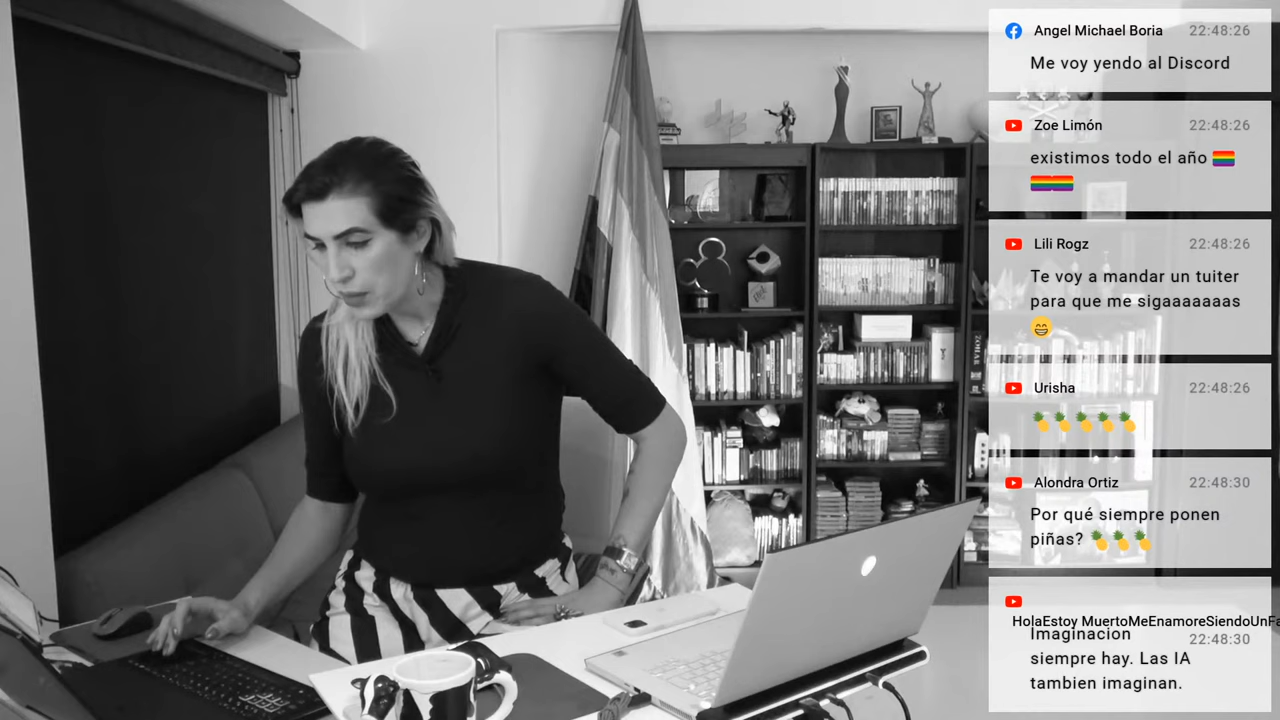 Angel Michael Boria 22:48:26
Me voy yendo al Discord
Zoe Limón 22:48:26
existimos todo el año 🏳️‍🌈
🏳️‍🌈🏳️‍🌈
Lili Rogz 22:48:26
Te voy a mandar un tuiter
para que me sigaaaaaaas
😄
Urisha 22:48:26
🍍🍍🍍🍍🍍
Alondra Ortiz 22:48:30
Por qué siempre ponen
piñas? 🍍🍍🍍
HolaEstoy MuertoMeEnamoreSiendoUnFa
Imaginacion 22:48:30
siempre hay. Las IA
tambien imaginan.